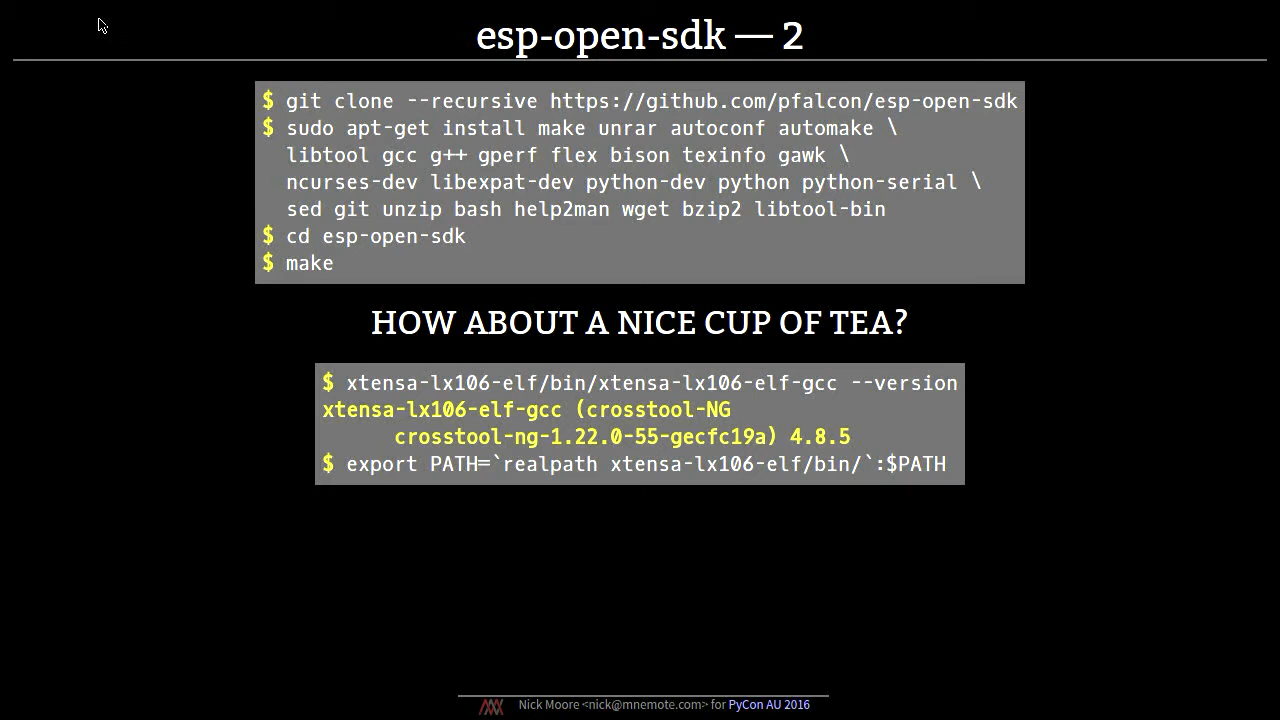 esp-open-sdk — 2
$ git clone --recursive https://github.com/pfalcon/esp-open-sdk
$ sudo apt-get install make unrar autoconf automake \
libtool gcc g++ gperf flex bison texinfo gawk \
ncurses-dev libexpat-dev python-dev python python-serial \
sed git unzip bash help2man wget bzip2 libtool-bin
$ cd esp-open-sdk
$ make
HOW ABOUT A NICE CUP OF TEA?
$ xtensa-lx106-elf/bin/xtensa-lx106-elf-gcc --version
xtensa-lx106-elf-gcc (crosstool-NG
crosstool-ng-1.22.0-55-gecfc19a) 4.8.5
$ export PATH=`realpath xtensa-lx106-elf/bin/`:$PATH
Nick Moore <nick@mnemote.com> for PyCon AU 2016